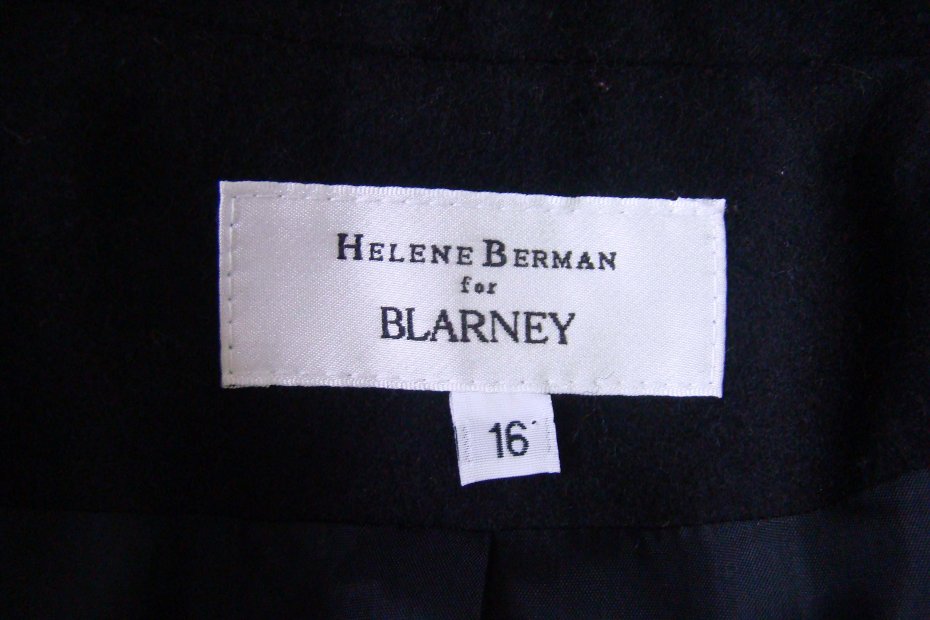 HELENE BERMAN
for
BLARNEY
16